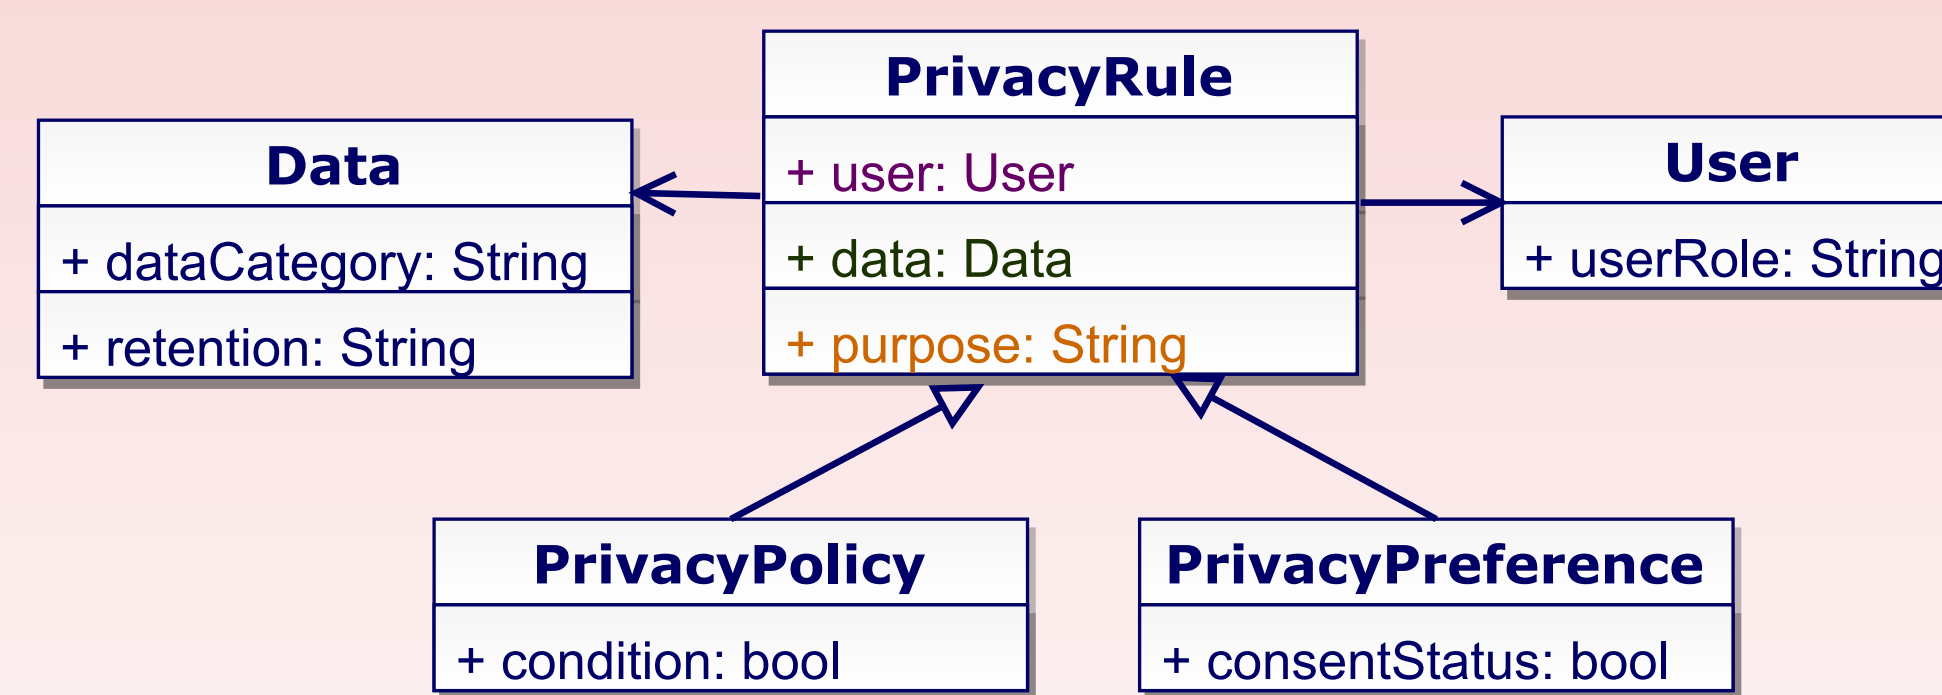 PrivacyRule
+ user: User
+ data: Data
+ purpose: String
Data
+ dataCategory: String
+ retention: String
User
+ userRole: String
PrivacyPolicy
+ condition: bool
PrivacyPreference
+ consentStatus: bool